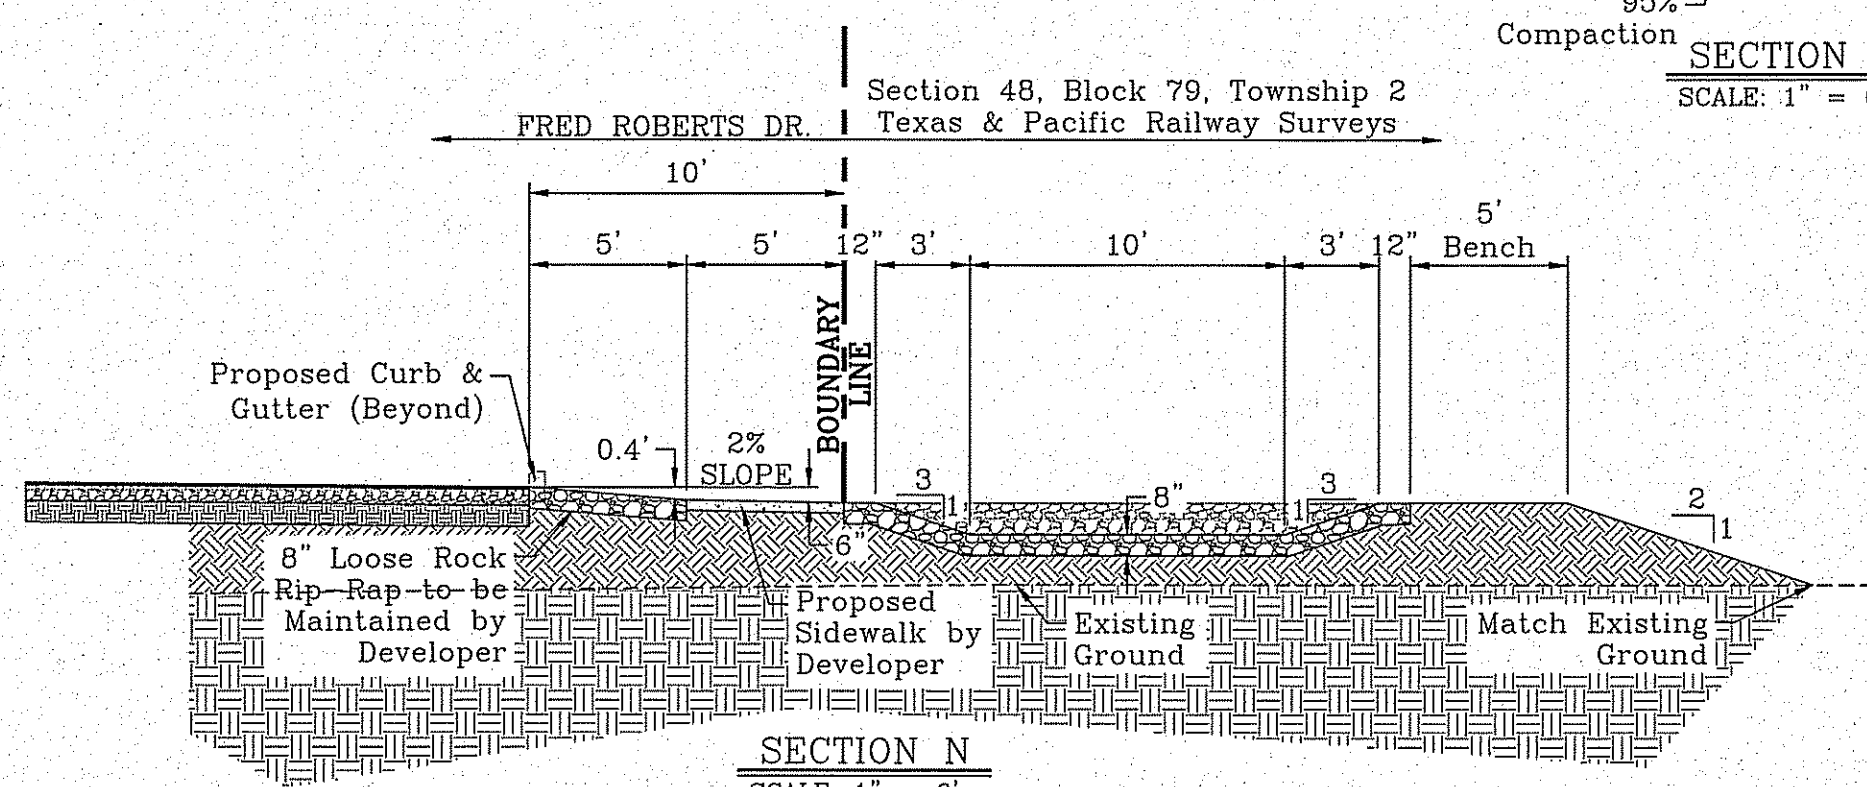 95%
Compaction
SECTION
SCALE: 1" =
Section 48, Block 79, Township 2
FRED ROBERTS DR.
Texas & Pacific Railway Surveys
10'
5'
5' 5' 12" 3' 10' 3' 12" Bench
BOUNDARY
LINE
Proposed Curb &
Gutter (Beyond)
0.4'
2%
SLOPE
3
1
8"
3
1
2
1
6"
8" Loose Rock
Rip-Rap to be
Maintained by
Developer
Proposed
Sidewalk by
Developer
Existing
Ground
Match Existing
Ground
SECTION N
SCALE: 1" = 6'